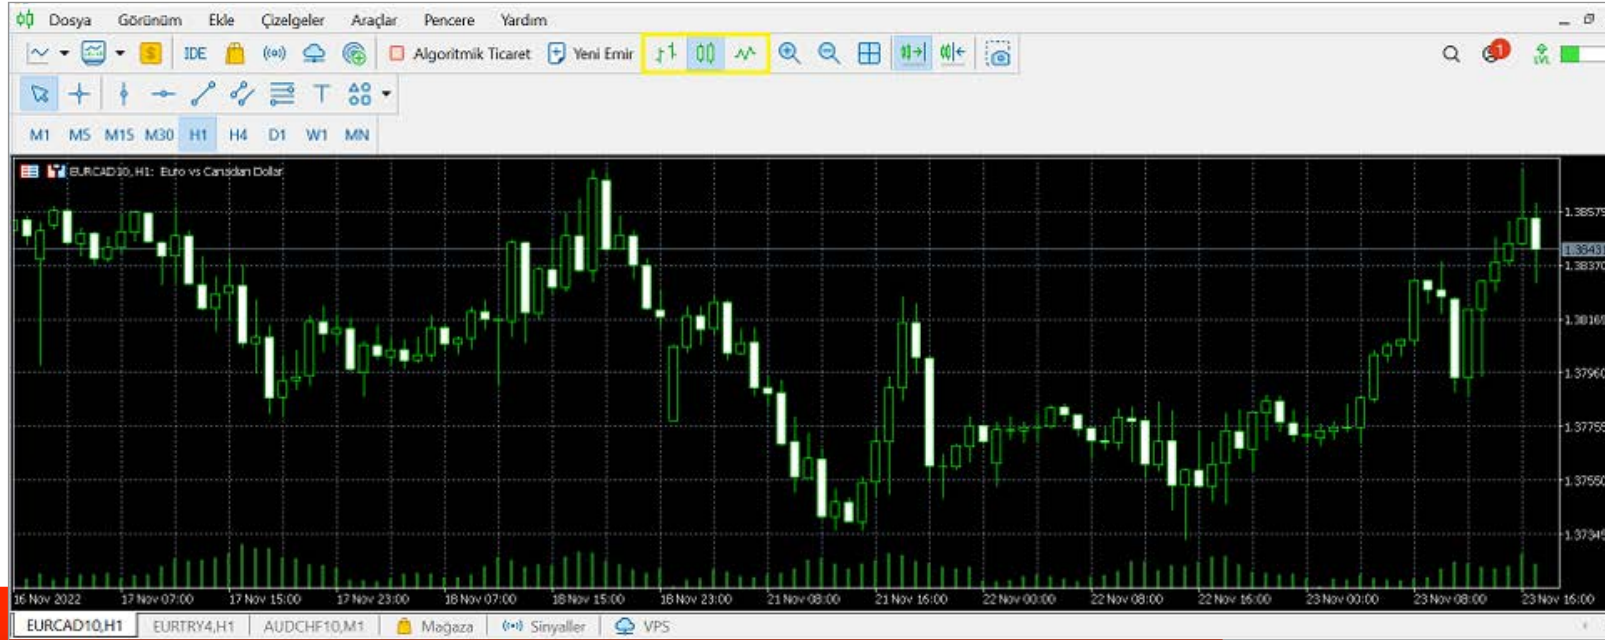 Dosya Görünüm Ekle Çizelgeler Araçlar Pencere Yardım
IDE Algoritmik Ticaret Yeni Emir 1
LVL
T
M1 M5 M15 M30 H1 H4 D1 W1 MN
EURCAD10, H1: Euro vs Canadian Dollar
1.38575
1.38431
1.38370
1.38165
1.37960
1.37755
1.37550
1.37345
16 Nov 2022 17 Nov 07:00 17 Nov 15:00 17 Nov 23:00 18 Nov 07:00 18 Nov 15:00 18 Nov 23:00 21 Nov 08:00 21 Nov 16:00 22 Nov 00:00 22 Nov 08:00 22 Nov 16:00 23 Nov 00:00 23 Nov 08:00 23 Nov 16:00
EURCAD10,H1 EURTRY4,H1 AUDCHF10,M1 Mağaza Sinyaller VPS